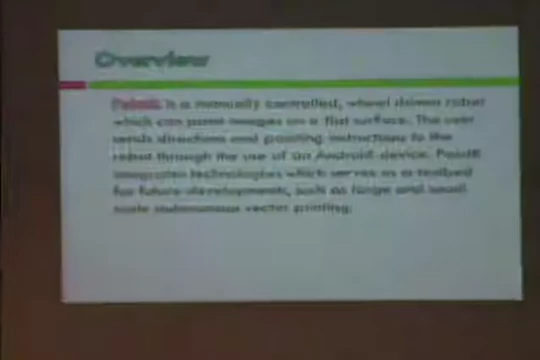 Overview
is a manually controlled, wheel driven robot
which can paint images on a flat surface. The user
sends directions and painting instructions to the
robot through the use of an Android device.
integrates technologies which serves as a testbed
for future developments, such as large and small
scale autonomous vector printing.